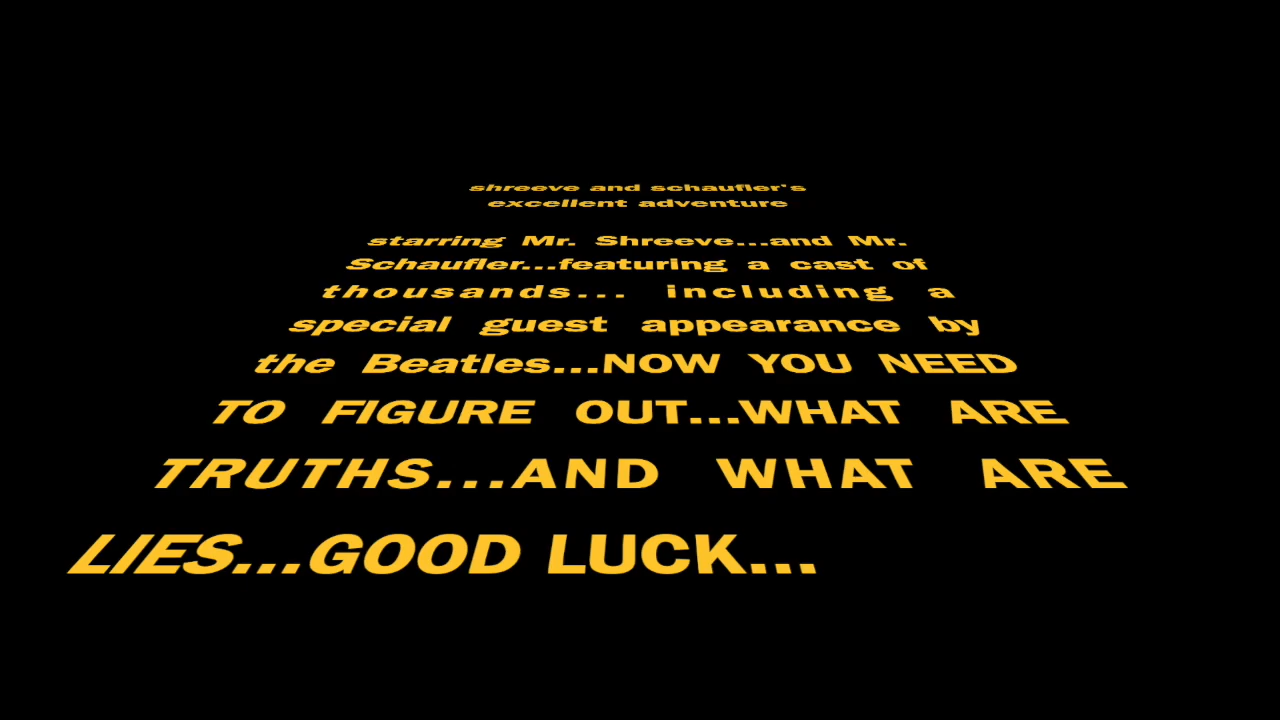 shreeve and schaufler's
excellent adventure
starring Mr. Shreeve...and Mr.
Schaufler...featuring a cast of
thousands... including a
special guest appearance by
the Beatles...NOW YOU NEED
TO FIGURE OUT...WHAT ARE
TRUTHS...AND WHAT ARE
LIES...GOOD LUCK...